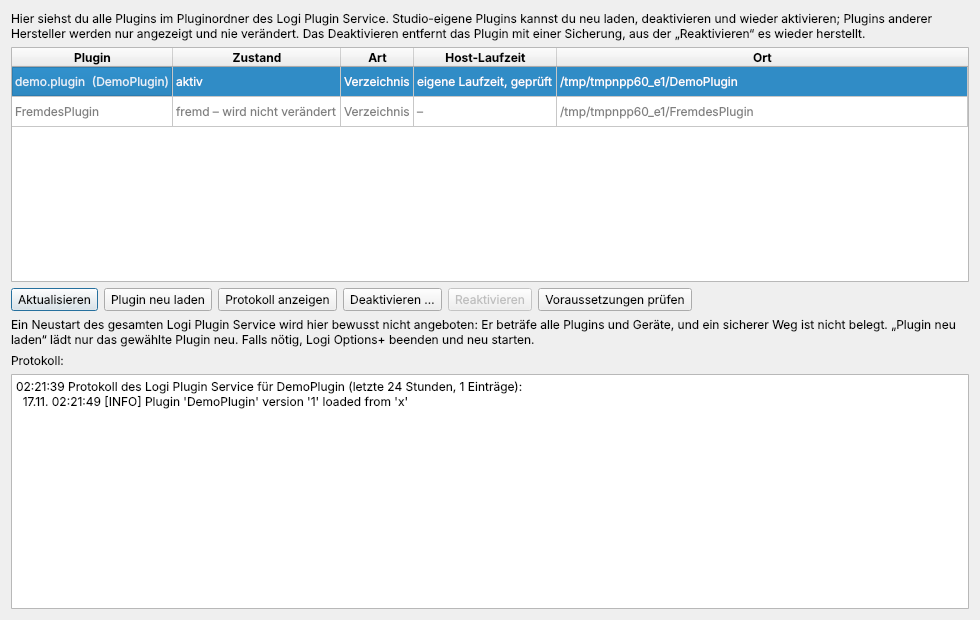 Hier siehst du alle Plugins im Pluginordner des Logi Plugin Service. Studio-eigene Plugins kannst du neu laden, deaktivieren und wieder aktivieren; Plugins anderer
Hersteller werden nur angezeigt und nie verändert. Das Deaktivieren entfernt das Plugin mit einer Sicherung, aus der „Reaktivieren“ es wieder herstellt.
Plugin Zustand Art Host-Laufzeit Ort
demo.plugin (DemoPlugin) aktiv Verzeichnis eigene Laufzeit, geprüft /tmp/tmpnpp60_e1/DemoPlugin
FremdesPlugin fremd – wird nicht verändert Verzeichnis – /tmp/tmpnpp60_e1/FremdesPlugin
Aktualisieren Plugin neu laden Protokoll anzeigen Deaktivieren ... Reaktivieren Voraussetzungen prüfen
Ein Neustart des gesamten Logi Plugin Service wird hier bewusst nicht angeboten: Er beträfe alle Plugins und Geräte, und ein sicherer Weg ist nicht belegt. „Plugin neu
laden“ lädt nur das gewählte Plugin neu. Falls nötig, Logi Options+ beenden und neu starten.
Protokoll:
02:21:39 Protokoll des Logi Plugin Service für DemoPlugin (letzte 24 Stunden, 1 Einträge):
17.11. 02:21:49 [INFO] Plugin 'DemoPlugin' version '1' loaded from 'x'